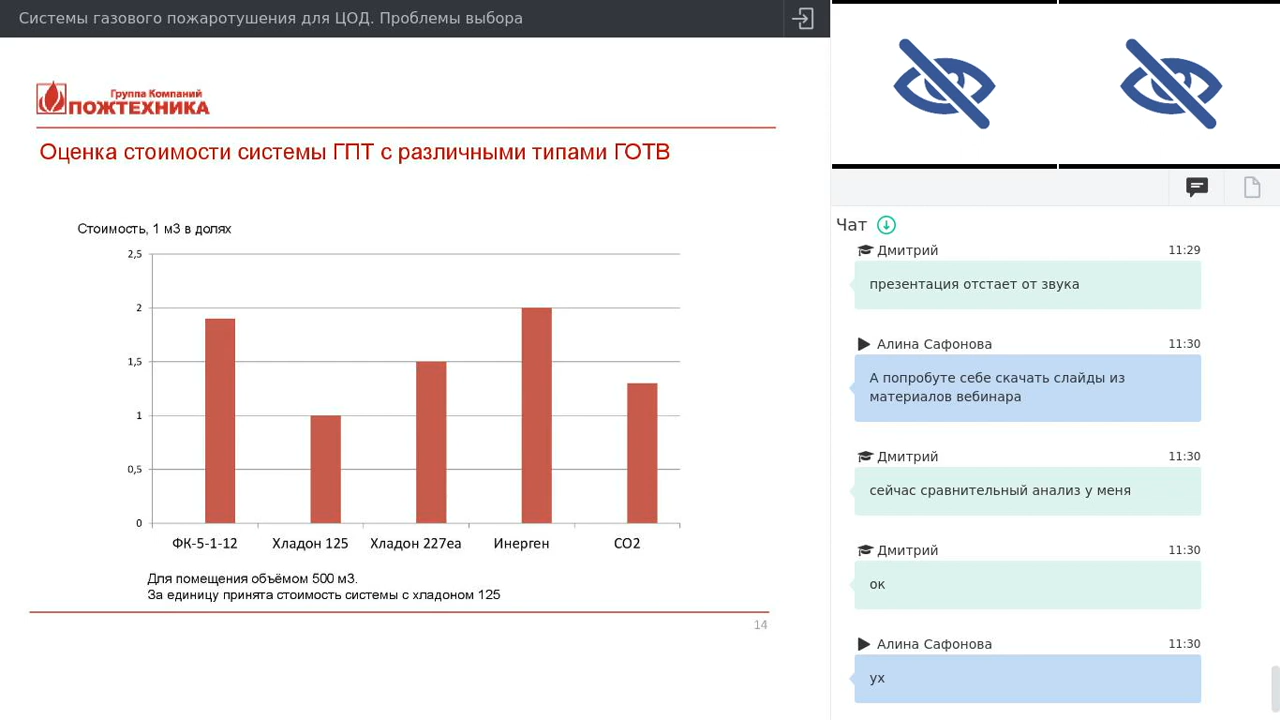 Системы газового пожаротушения для ЦОД. Проблемы выбора
Группа Компаний
ПОЖТЕХНИКА
Оценка стоимости системы ГПТ с различными типами ГОТВ
Стоимость, 1 м3 в долях
2,5
2
1,5
1
0,5
0
ФК-5-1-12 Хладон 125 Хладон 227еа Инерген СО2
Для помещения объёмом 500 м3.
За единицу принята стоимость системы с хладоном 125
14
Чат
Дмитрий 11:29
презентация отстает от звука
Алина Сафонова 11:30
А попробуте себе скачать слайды из
материалов вебинара
Дмитрий 11:30
сейчас сравнительный анализ у меня
Дмитрий 11:30
ок
Алина Сафонова 11:30
ух